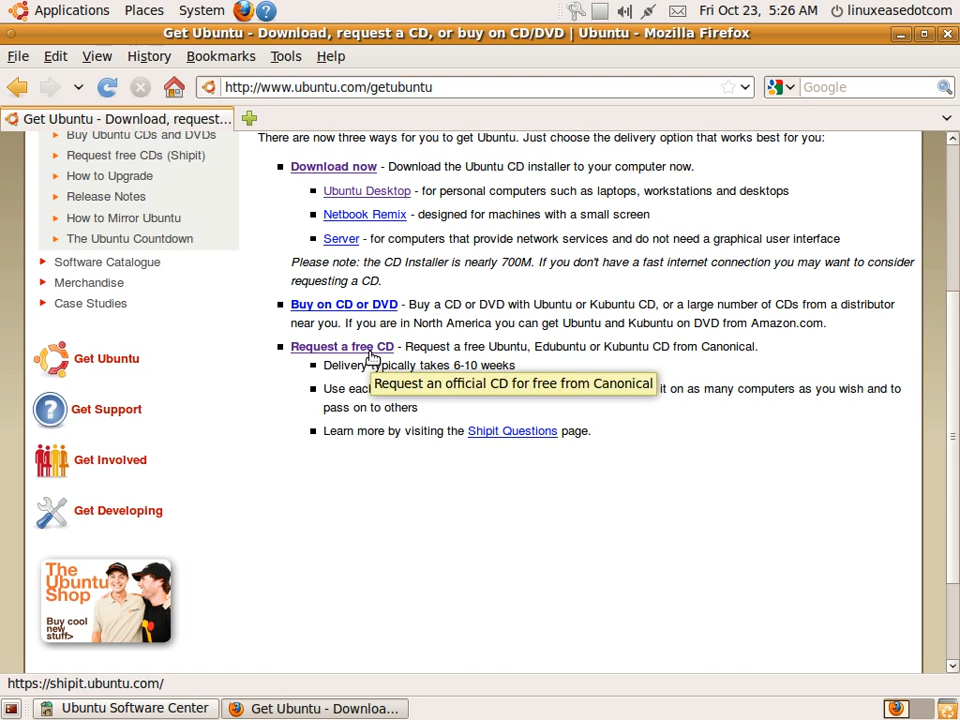 Applications Places System Fri Oct 23, 5:26 AM linuxeasedotcom
Get Ubuntu - Download, request a CD, or buy on CD/DVD | Ubuntu - Mozilla Firefox
File Edit View History Bookmarks Tools Help
http://www.ubuntu.com/getubuntu Google
Get Ubuntu - Download, request...
Buy Ubuntu CDs and DVDs
Request free CDs (Shipit)
How to Upgrade
Release Notes
How to Mirror Ubuntu
The Ubuntu Countdown
Software Catalogue
Merchandise
Case Studies
Get Ubuntu
Get Support
Get Involved
Get Developing
The
Ubuntu
Shop
Buy cool
new
stuff>
There are now three ways for you to get Ubuntu. Just choose the delivery option that works best for you:
Download now - Download the Ubuntu CD installer to your computer now.
Ubuntu Desktop - for personal computers such as laptops, workstations and desktops
Netbook Remix - designed for machines with a small screen
Server - for computers that provide network services and do not need a graphical user interface
Please note: the CD Installer is nearly 700M. If you don't have a fast internet connection you may want to consider
requesting a CD.
Buy on CD or DVD - Buy a CD or DVD with Ubuntu or Kubuntu CD, or a large number of CDs from a distributor
near you. If you are in North America you can get Ubuntu and Kubuntu on DVD from Amazon.com.
Request a free CD - Request a free Ubuntu, Edubuntu or Kubuntu CD from Canonical.
Delivery typically takes 6-10 weeks
Request an official CD for free from Canonical
Use it on as many computers as you wish and to
pass on to others
Learn more by visiting the Shipit Questions page.
https://shipit.ubuntu.com/
Ubuntu Software Center Get Ubuntu - Downloa...